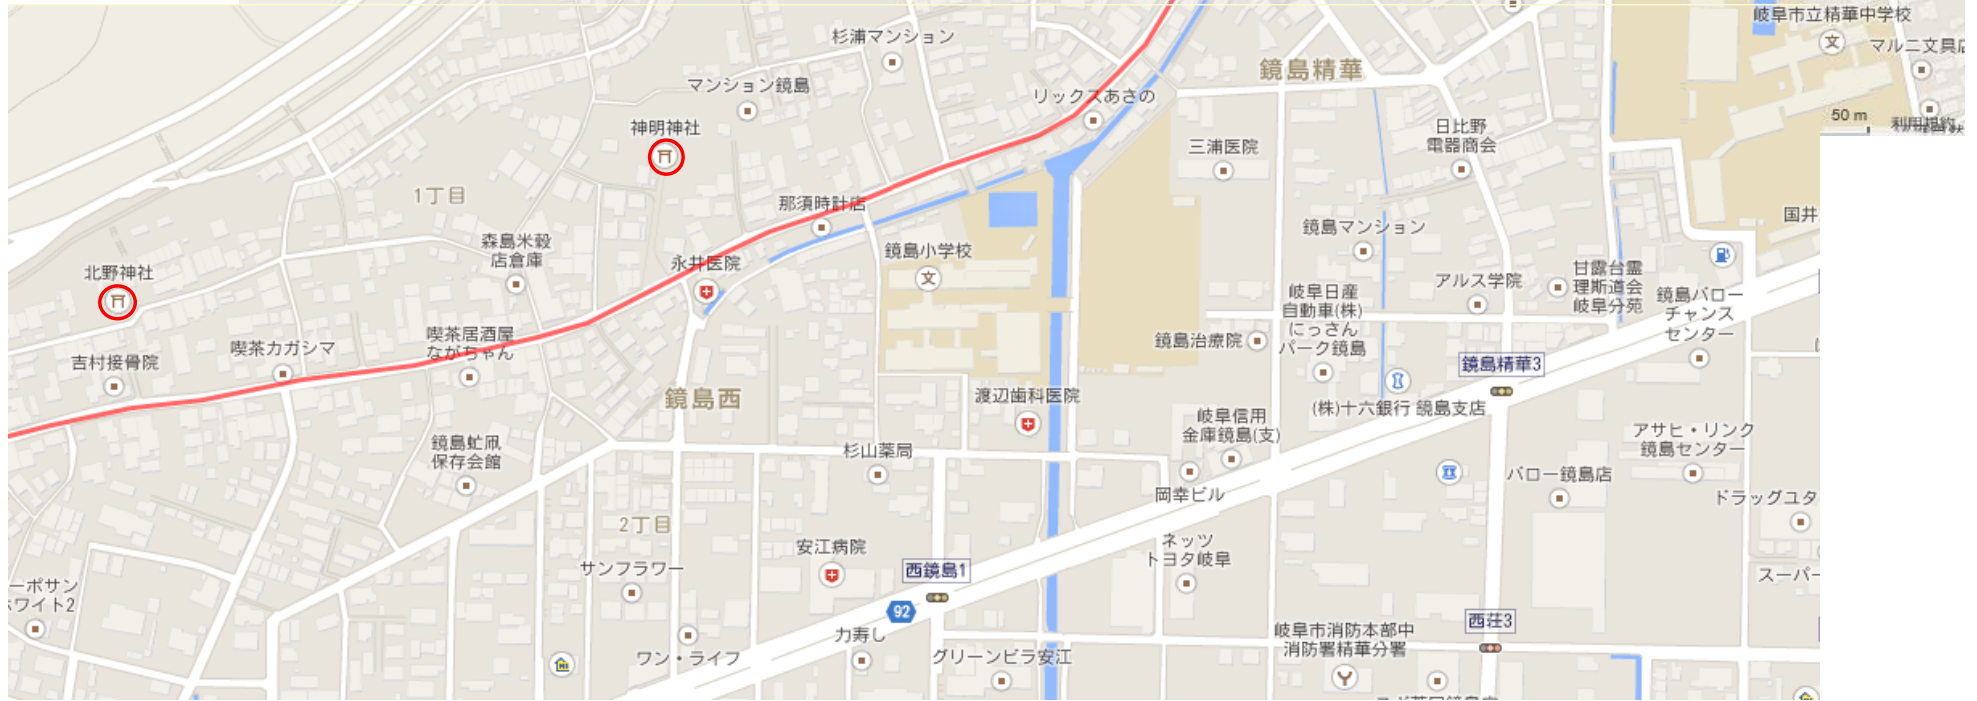 岐阜市立精華中学校
マルニ文具店
杉浦マンション
鏡島精華
マンション鏡島
リックスあさの
50 m
神明神社
日比野
電器商会
三浦医院
1丁目
那須時計店
国井
鏡島マンション
森島米穀
店倉庫
鏡島小学校
永井医院
北野神社
アルス学院
甘露台霊
理斯道会
岐阜分苑
鏡島バロー
チャンス
センター
岐阜日産
自動車(株)
にっさん
パーク鏡島
喫茶居酒屋
ながちゃん
喫茶カガシマ
吉村接骨院
鏡島治療院
鏡島精華3
鏡島西
渡辺歯科医院
(株)十六銀行 鏡島支店
岐阜信用
金庫鏡島(支)
アサヒ・リンク
鏡島センター
鏡島虻凧
保存会館
杉山薬局
バロー鏡島店
岡幸ビル
ドラッグユタ
2丁目
安江病院
ネッツ
トヨタ岐阜
サンフラワー
西鏡島1
スーパー
ーポサン
ホワイト2
92
西荘3
力寿し
岐阜市消防本部中
消防署精華分署
ワン・ライフ
グリーンビラ安江